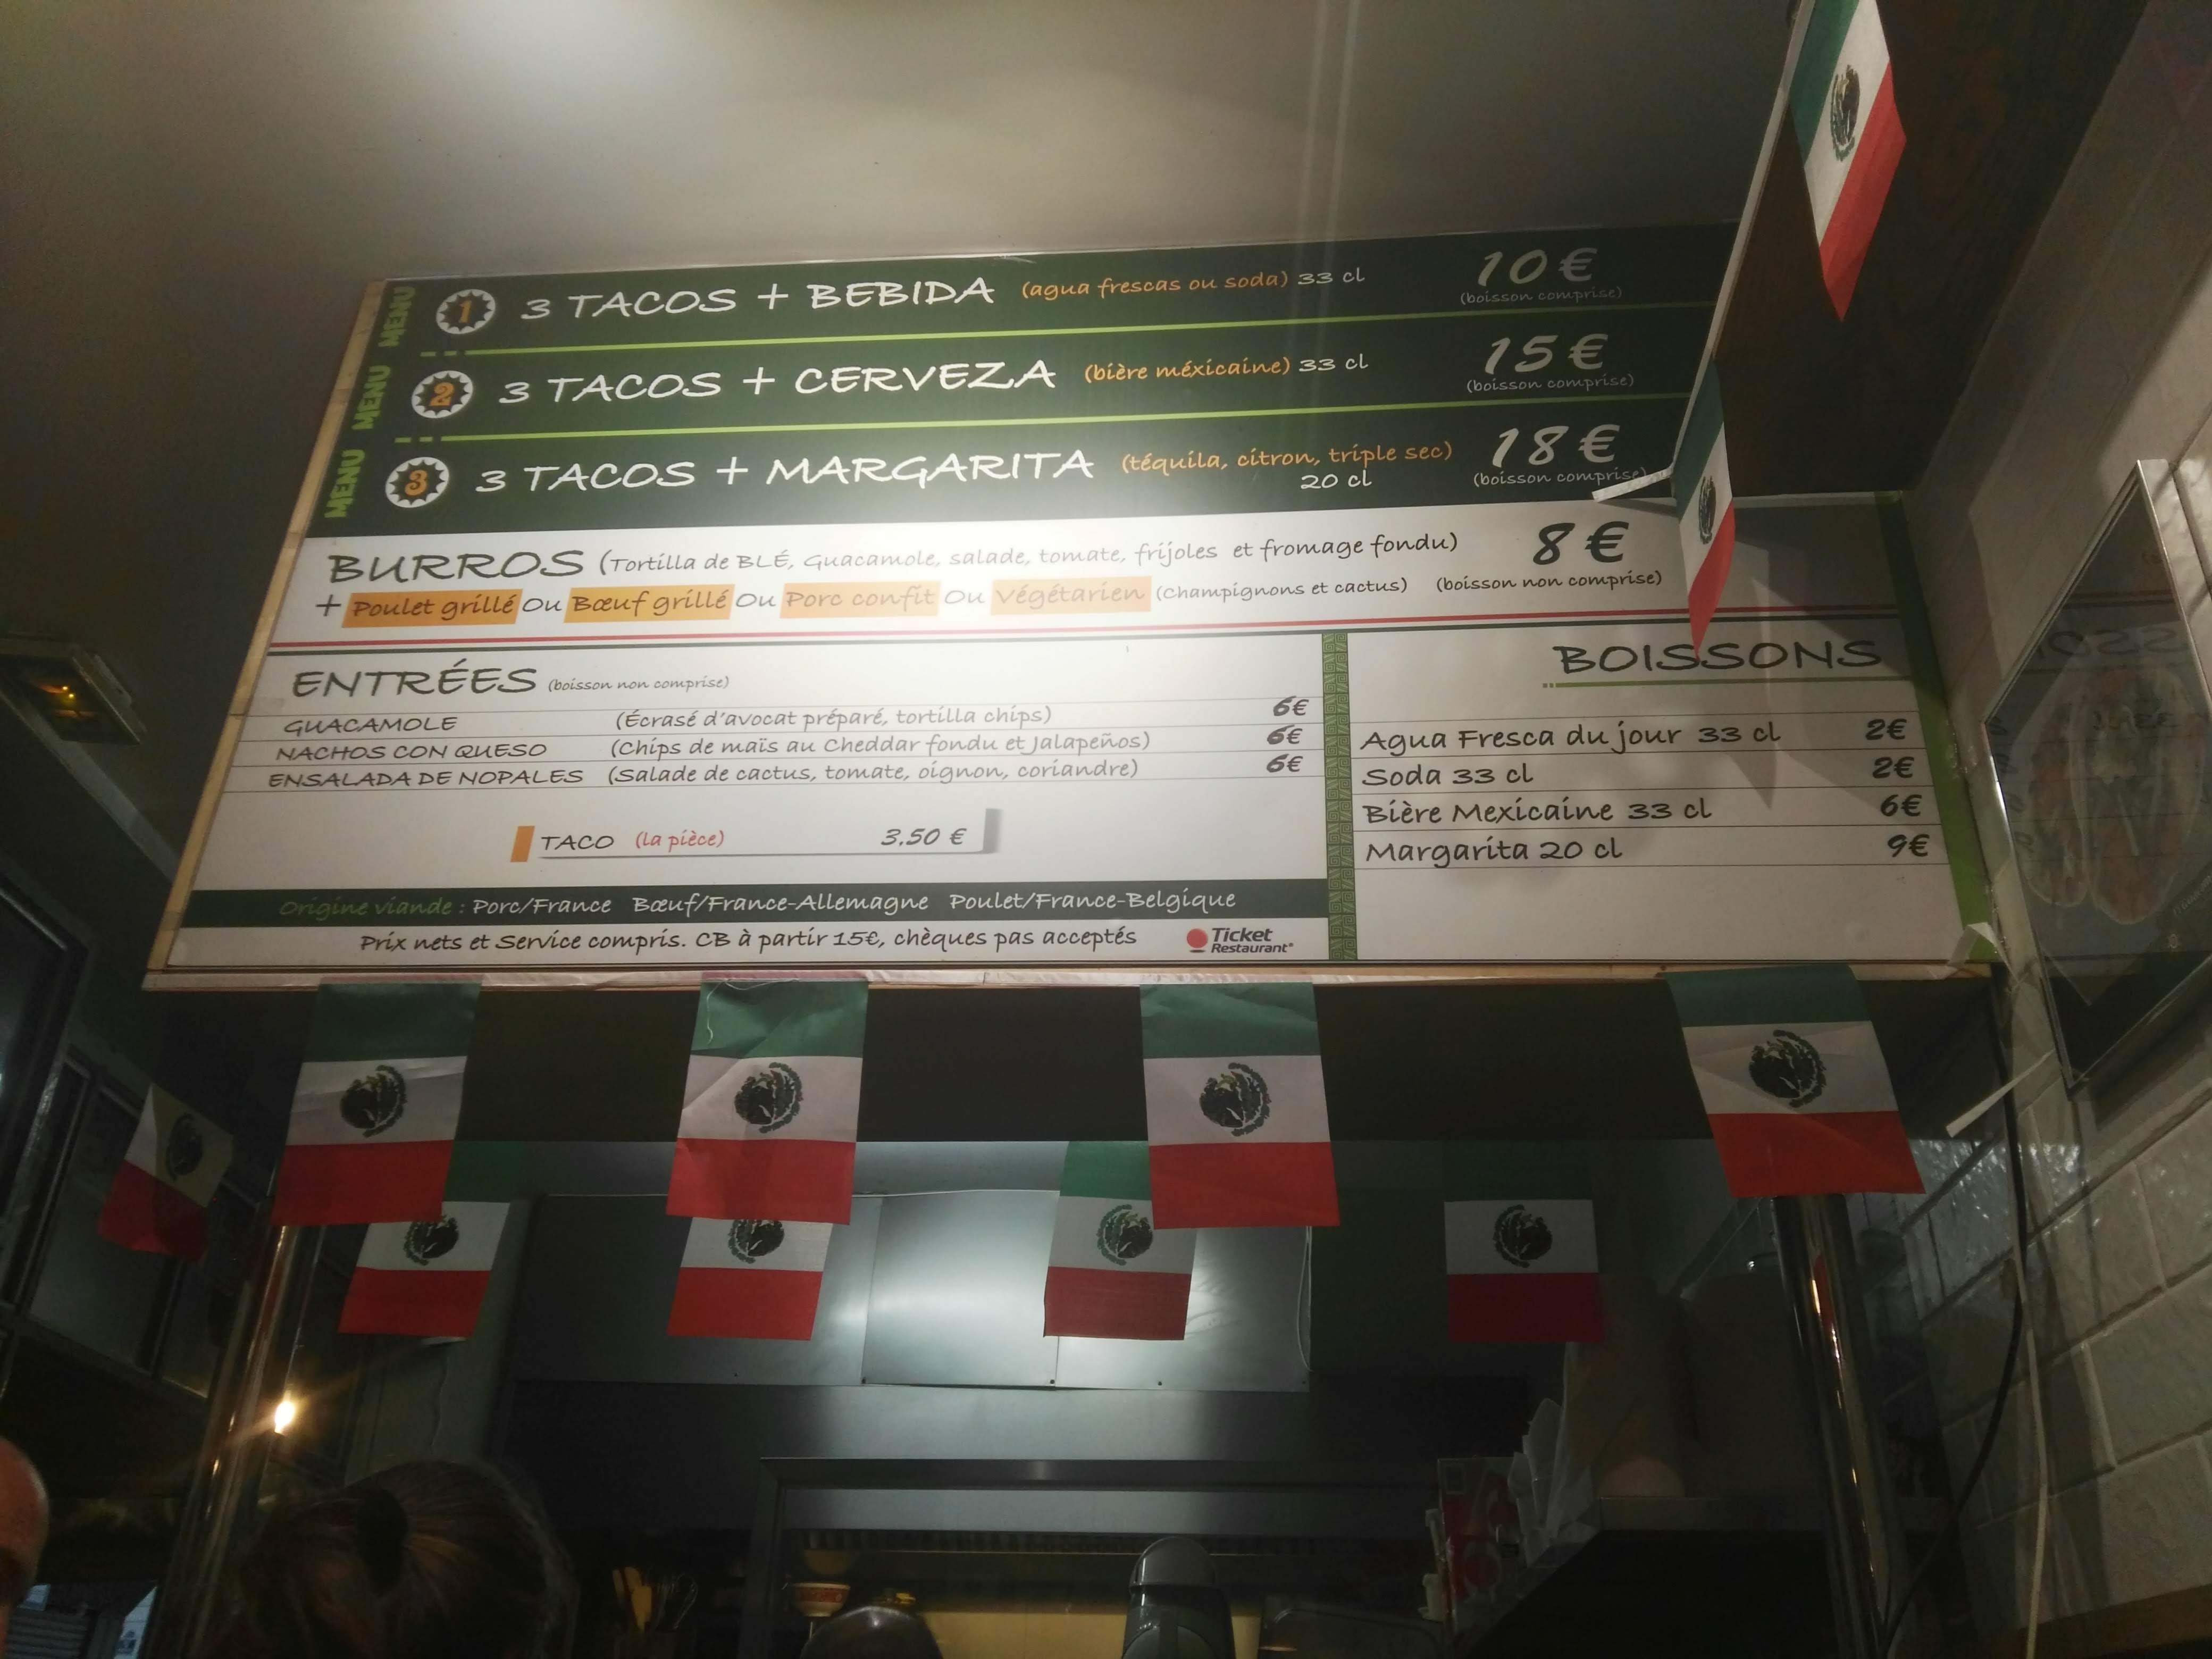 MENU 1 3 TACOS + BEBIDA (agua frescas ou soda) 33 cl 10€
(boisson comprise)
MENU 2 3 TACOS + CERVEZA (bière méxicaine) 33 cl 15€
(boisson comprise)
MENU 3 3 TACOS + MARGARITA (téquila, citron, triple sec) 18€
20 cl (boisson comprise)
BURROS (Tortilla de BLÉ, Guacamole, salade, tomate, frijoles et fromage fondu) 8€
+ Poulet grillé Ou Bœuf grillé Ou Porc confit Ou Végétarien (Champignons et cactus) (boisson non comprise)
ENTRÉES (boisson non comprise)
GUACAMOLE (Écrasé d'avocat préparé, tortilla chips) 6€
NACHOS CON QUESO (Chips de maïs au Cheddar fondu et Jalapeños) 6€
ENSALADA DE NOPALES (Salade de cactus, tomate, oignon, coriandre) 6€
TACO (la pièce) 3.50 €
Origine viande : Porc/France Bœuf/France-Allemagne Poulet/France-Belgique
Prix nets et Service compris. CB à partir 15€, chèques pas acceptés
Ticket
Restaurant®
BOISSONS
Agua Fresca du jour 33 cl 2€
Soda 33 cl 2€
Bière Mexicaine 33 cl 6€
Margarita 20 cl 9€